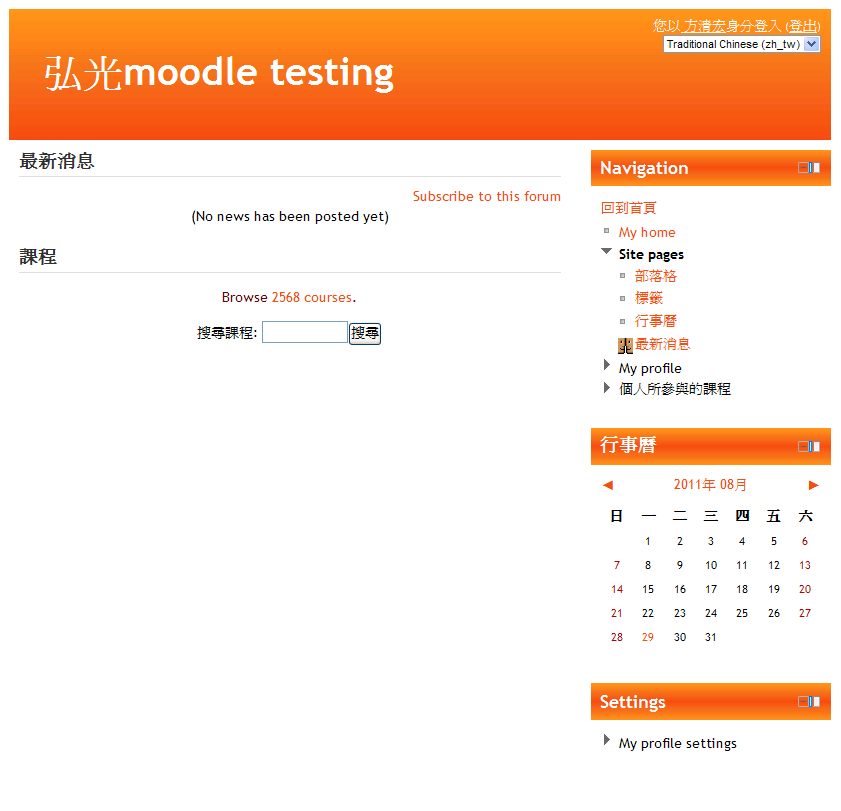 您以 方清宏身分登入 (登出)
Traditional Chinese (zh_tw)
弘光moodle testing
最新消息
Subscribe to this forum
(No news has been posted yet)
課程
Browse 2568 courses.
搜尋課程: 搜尋
Navigation
回到首頁
My home
Site pages
部落格
標籤
行事曆
最新消息
My profile
個人所參與的課程
行事曆
◀ 2011年 08月 ▶
日 一 二 三 四 五 六
1 2 3 4 5 6
7 8 9 10 11 12 13
14 15 16 17 18 19 20
21 22 23 24 25 26 27
28 29 30 31
Settings
My profile settings